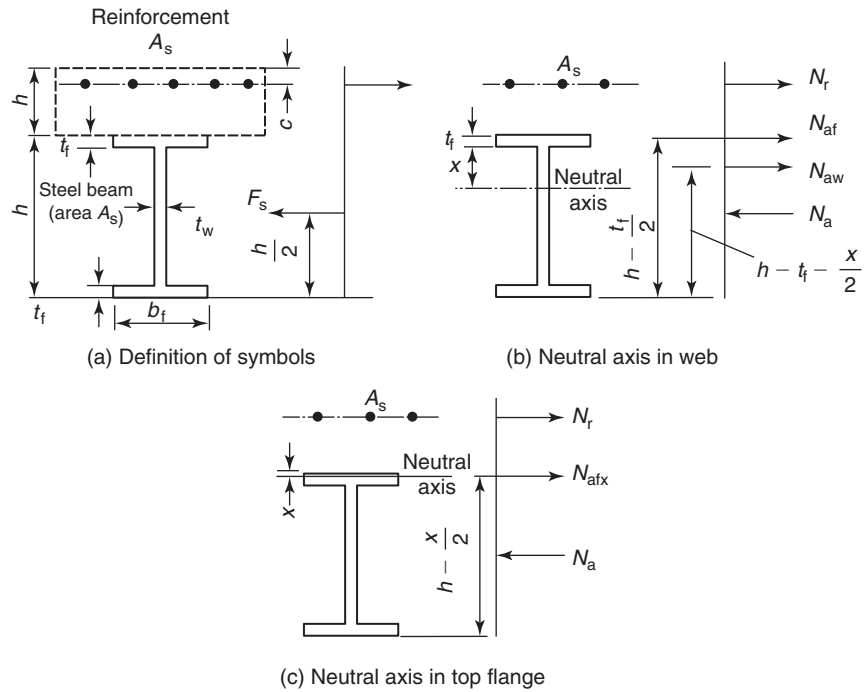 Reinforcement
A_s
h
c
t_f
h
Steel beam
(area A_s)
t_w
F_s
h
2
t_f
b_f
(a) Definition of symbols
A_s
N_r
t_f
x
Neutral
axis
N_af
N_aw
N_a
h – t_f
2
h – t_f – x
2
(b) Neutral axis in web
A_s
N_r
Neutral
axis
N_afx
x
h – x
2
N_a
(c) Neutral axis in top flange